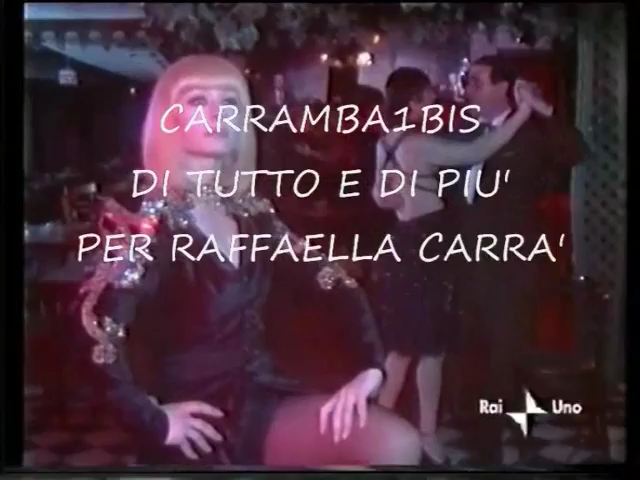 CARRAMBA1BIS
DI TUTTO E DI PIU'
PER RAFFAELLA CARRA'
Rai Uno